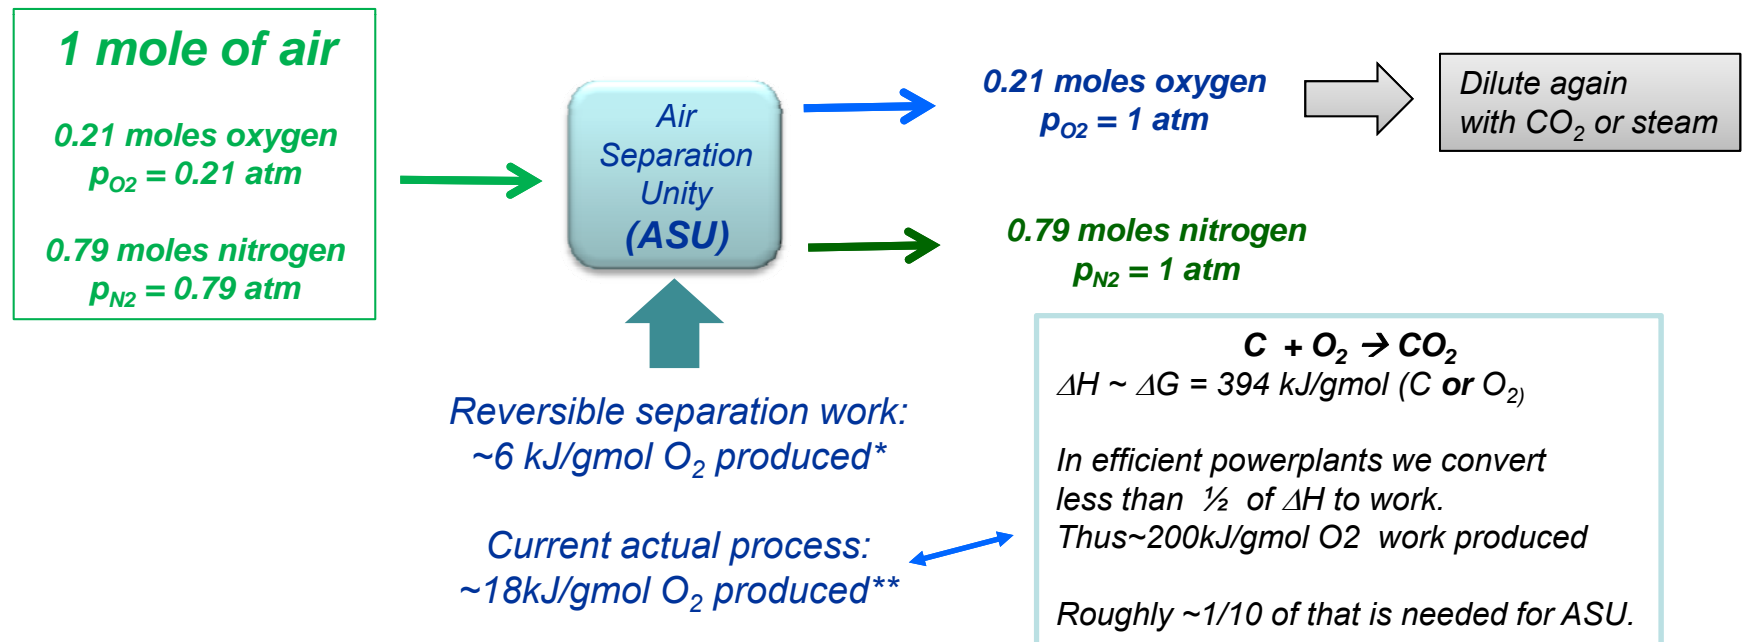 1 mole of air
0.21 moles oxygen
pO2 = 0.21 atm
0.79 moles nitrogen
pN2 = 0.79 atm
Air
Separation
Unity
(ASU)
0.21 moles oxygen
pO2 = 1 atm
Dilute again
with CO2 or steam
0.79 moles nitrogen
pN2 = 1 atm
Reversible separation work:
~6 kJ/gmol O2 produced*
Current actual process:
~18kJ/gmol O2 produced**
C + O2 → CO2
ΔH ~ ΔG = 394 kJ/gmol (C or O2)
In efficient powerplants we convert
less than ½ of ΔH to work.
Thus~200kJ/gmol O2 work produced
Roughly ~1/10 of that is needed for ASU.